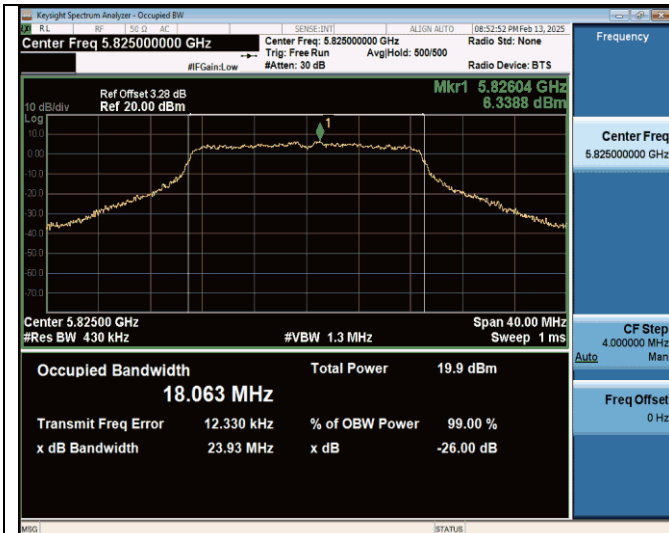 Keysight Spectrum Analyzer - Occupied BW
RL RF 50 Ω AC SENSE:INT ALIGN AUTO 08:52:52 PM Feb 13, 2025
Center Freq 5.825000000 GHz
Center Freq: 5.825000000 GHz
Radio Std: None
Trig: Free Run Avg|Hold: 500/500
#IFGain:Low
#Atten: 30 dB
Radio Device: BTS
Mkr1 5.82604 GHz
6.3388 dBm
Ref Offset 3.28 dB
10 dB/div Ref 20.00 dBm
Log
1
10.0
0.00
-10.0
-20.0
-30.0
-40.0
-50.0
-60.0
-70.0
Center 5.82500 GHz Span 40.00 MHz
#Res BW 430 kHz #VBW 1.3 MHz Sweep 1 ms
Occupied Bandwidth
18.063 MHz
Total Power 19.9 dBm
Transmit Freq Error 12.330 kHz % of OBW Power 99.00 %
x dB Bandwidth 23.93 MHz x dB -26.00 dB
MSG STATUS
Frequency
Center Freq
5.825000000 GHz
CF Step
4.000000 MHz
Auto Man
Freq Offset
0 Hz